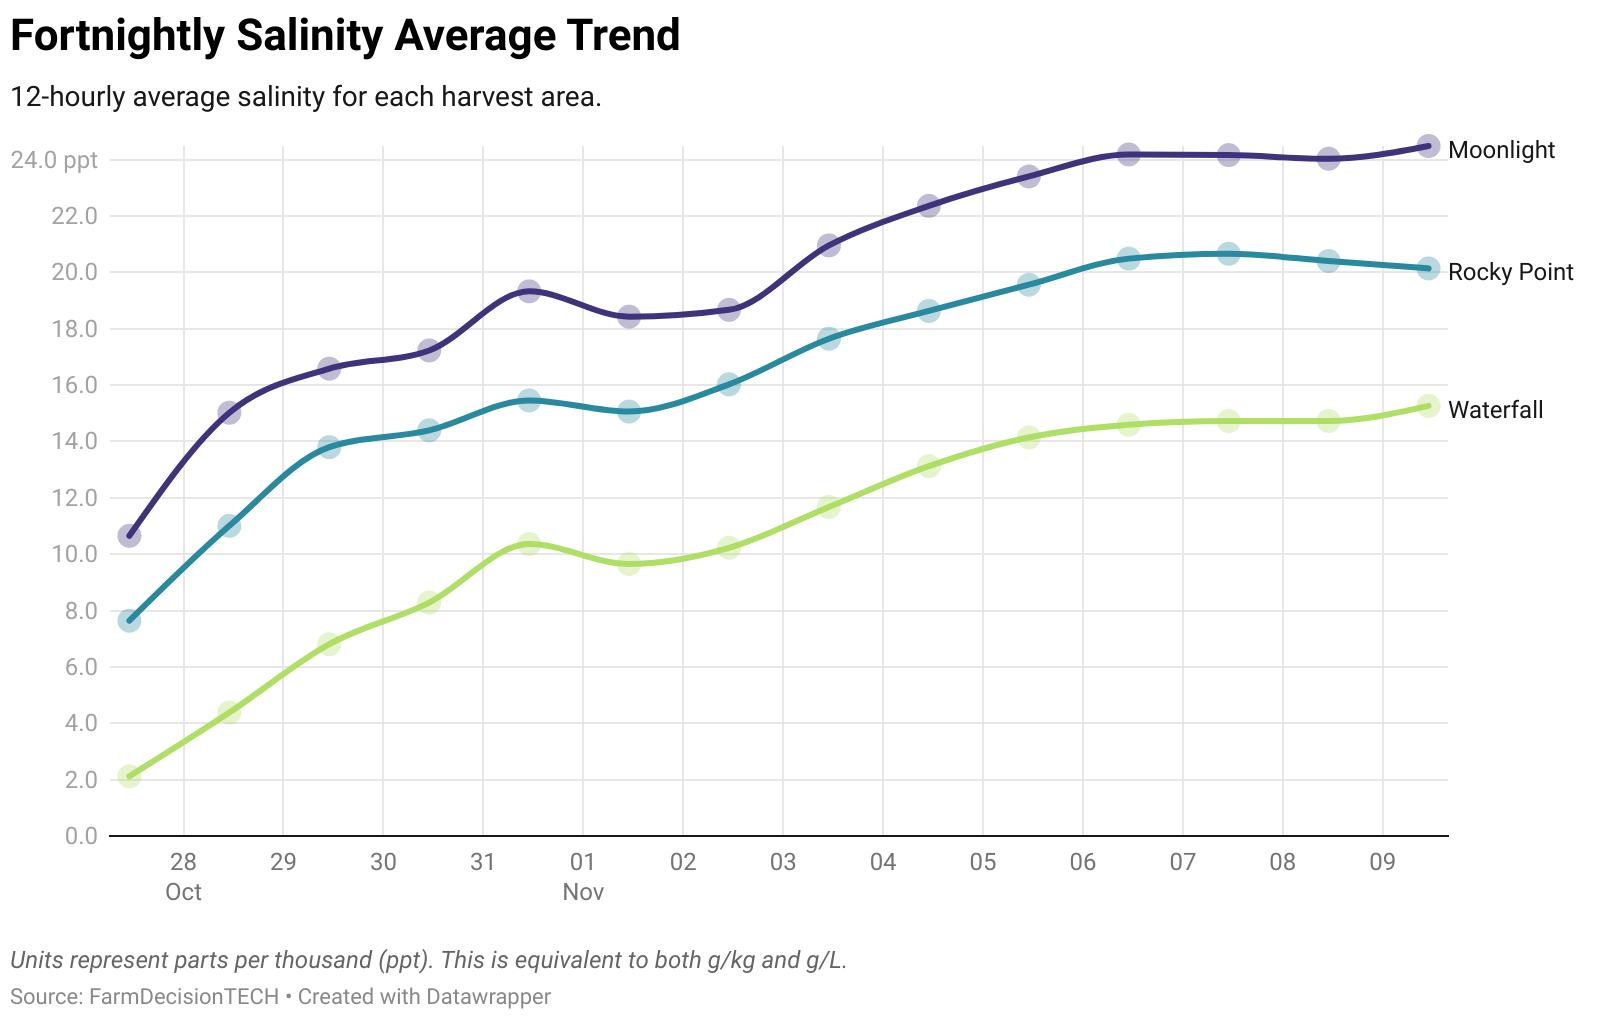 Fortnightly Salinity Average Trend
12-hourly average salinity for each harvest area.
24.0 ppt
22.0
20.0
18.0
16.0
14.0
12.0
10.0
8.0
6.0
4.0
2.0
0.0
Moonlight
Rocky Point
Waterfall
28 29 30 31 01 02 03 04 05 06 07 08 09
Oct Nov
Units represent parts per thousand (ppt). This is equivalent to both g/kg and g/L.
Source: FarmDecisionTECH • Created with Datawrapper